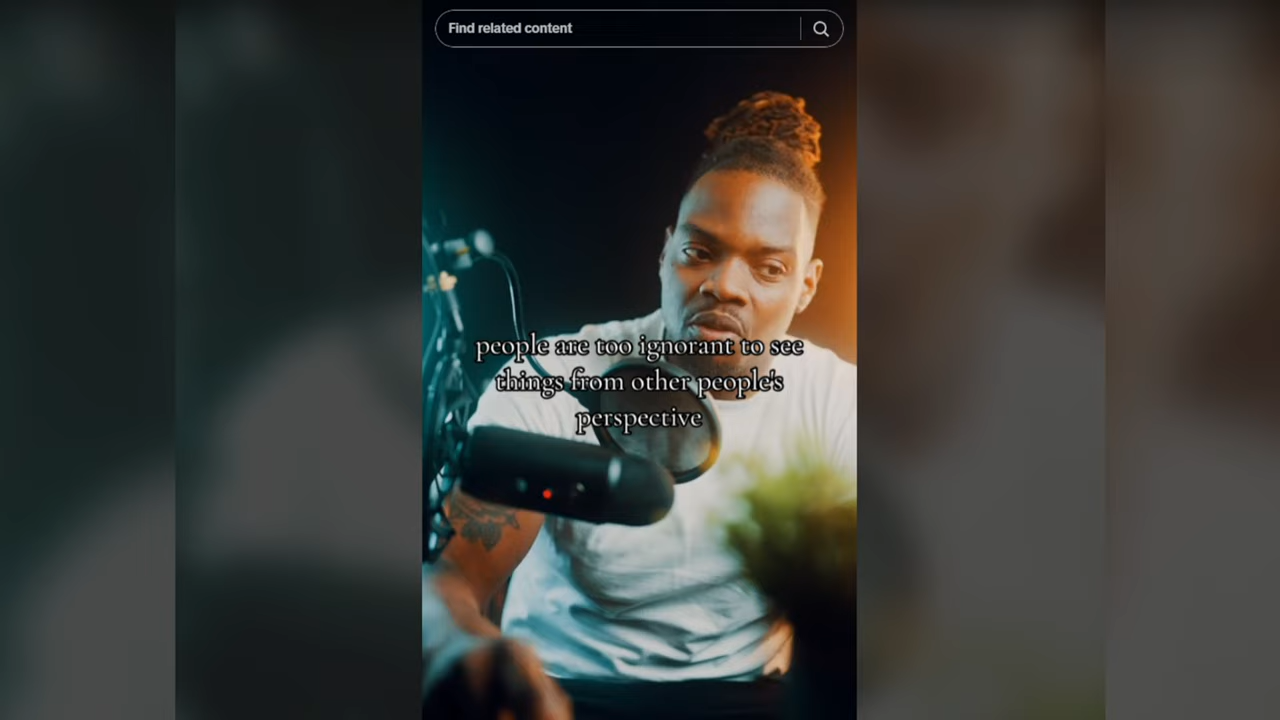 Find related content
people are too ignorant to see
things from other people's
perspective